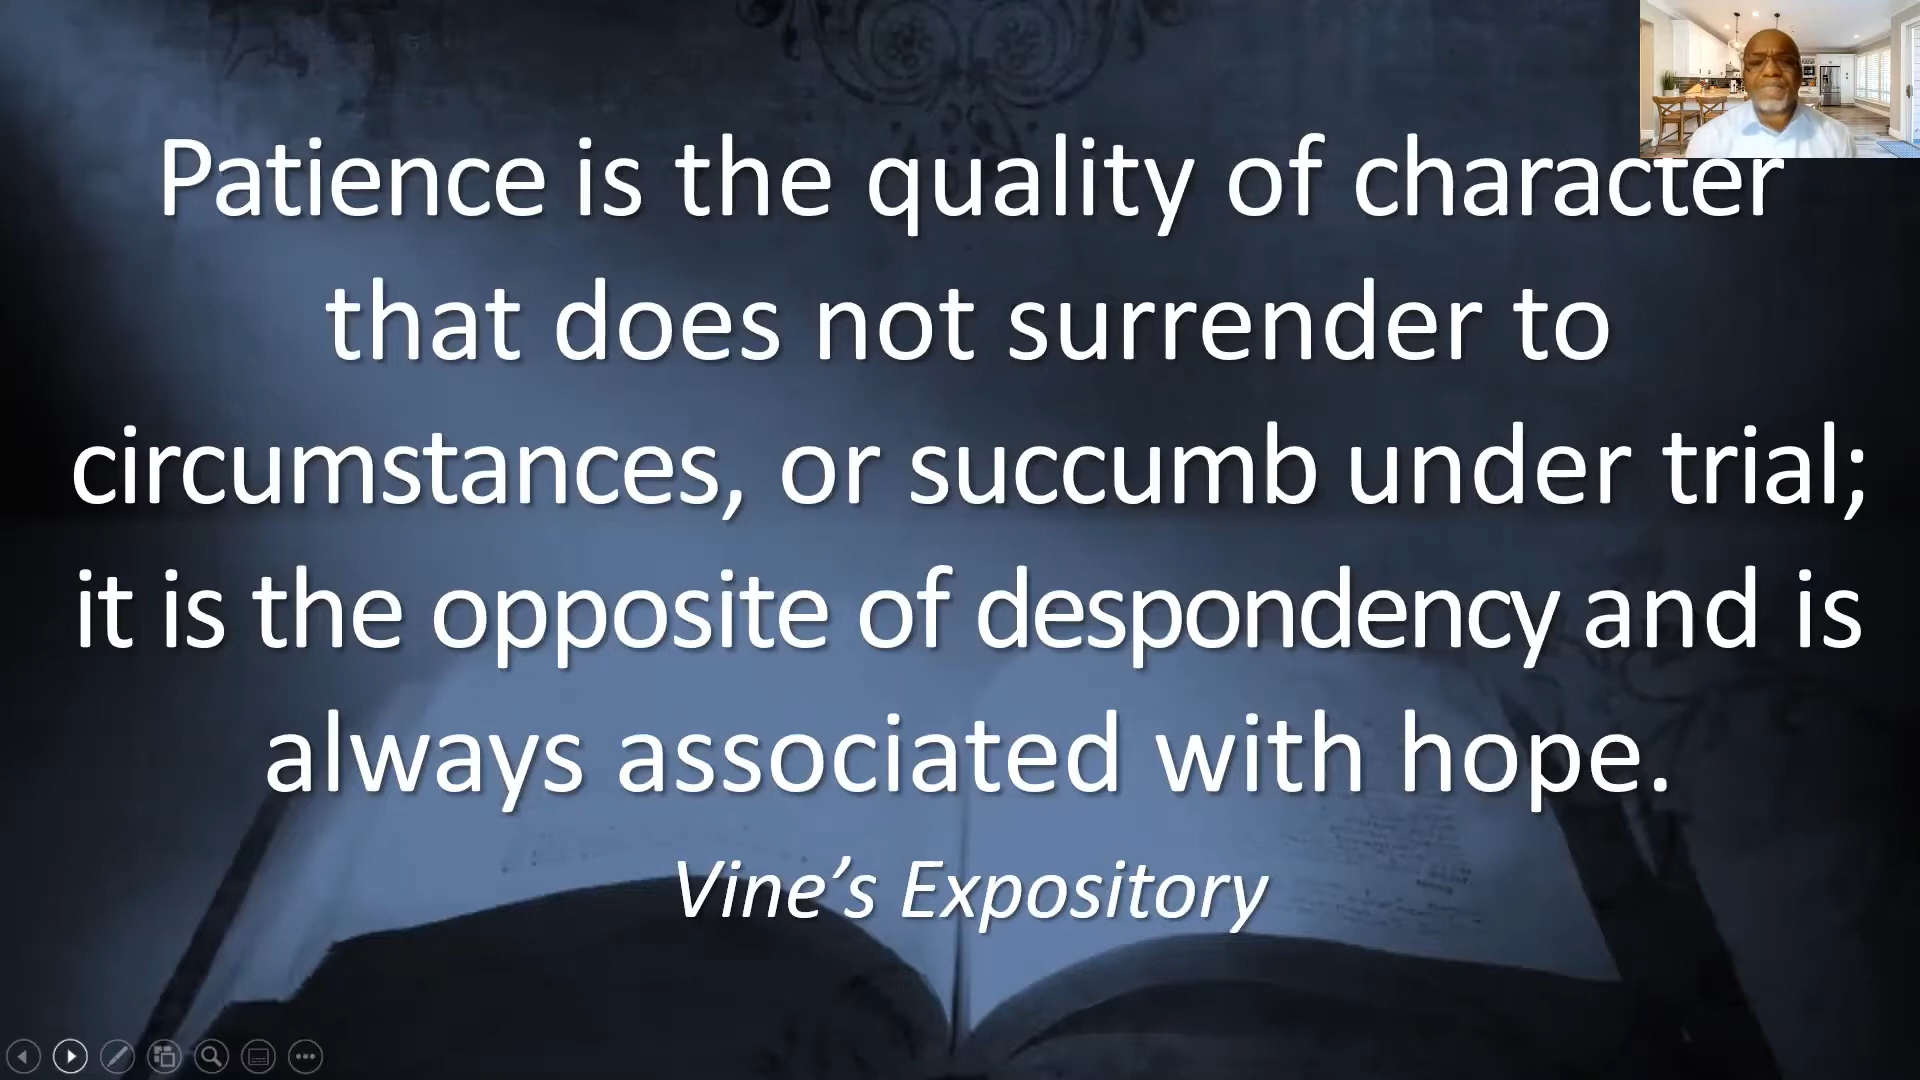 Patience is the quality of character
that does not surrender to
circumstances, or succumb under trial;
it is the opposite of despondency and is
always associated with hope.
Vine’s Expository